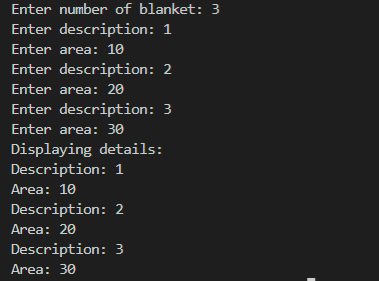 Enter number of blanket: 3
Enter description: 1
Enter area: 10
Enter description: 2
Enter area: 20
Enter description: 3
Enter area: 30
Displaying details:
Description: 1
Area: 10
Description: 2
Area: 20
Description: 3
Area: 30